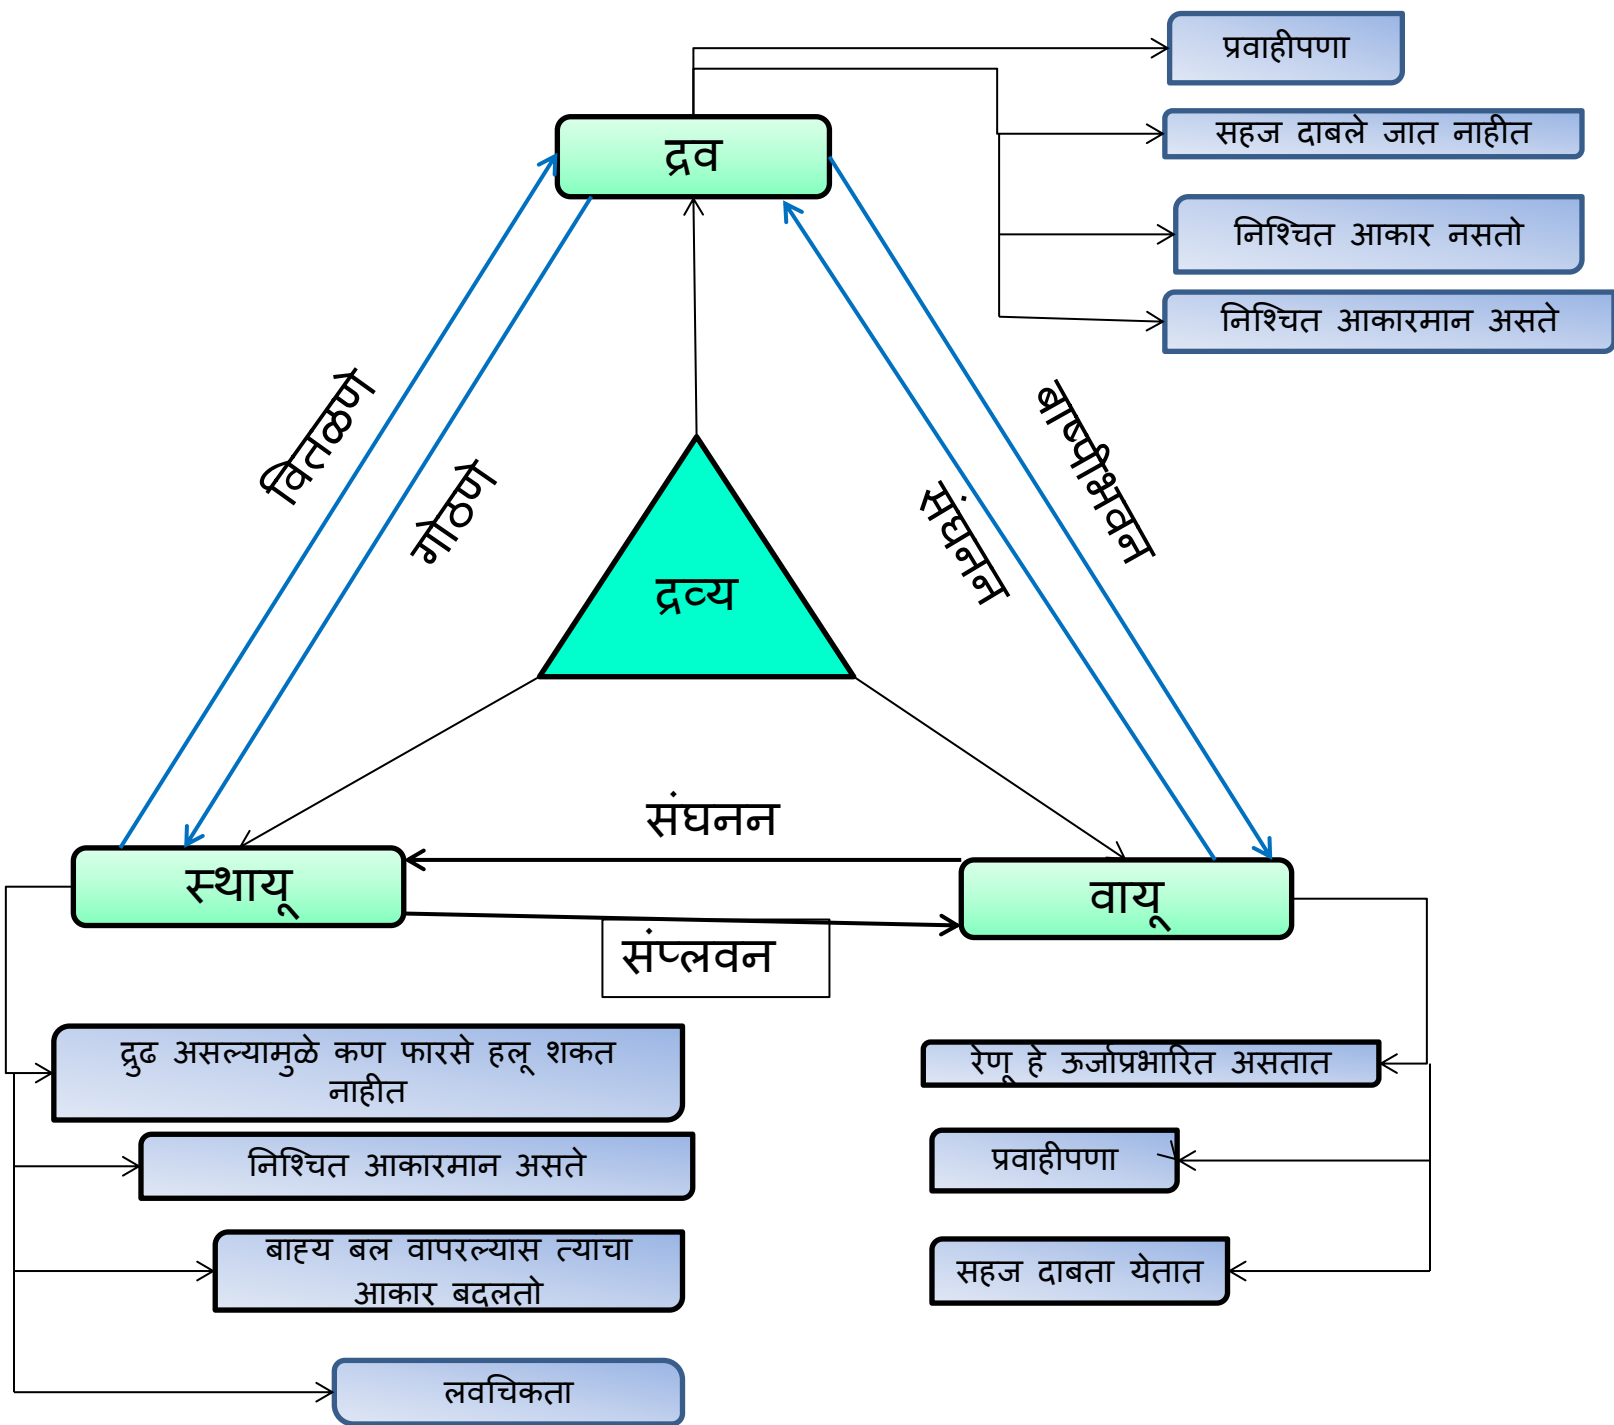 प्रवाहीपणा
सहज दाबले जात नाहीत
द्रव
निश्चित आकार नसतो
निश्चित आकारमान असते
वितळणे
गोठणे
संघनन
बाष्पीभवन
द्रव्य
संघनन
स्थायू
वायू
संप्लवन
द्रुढ असल्यामुळे कण फारसे हलू शकत
नाहीत
निश्चित आकारमान असते
बाह्य बल वापरल्यास त्याचा
आकार बदलतो
लवचिकता
रेणू हे ऊर्जाप्रभारित असतात
प्रवाहीपणा
सहज दाबता येतात